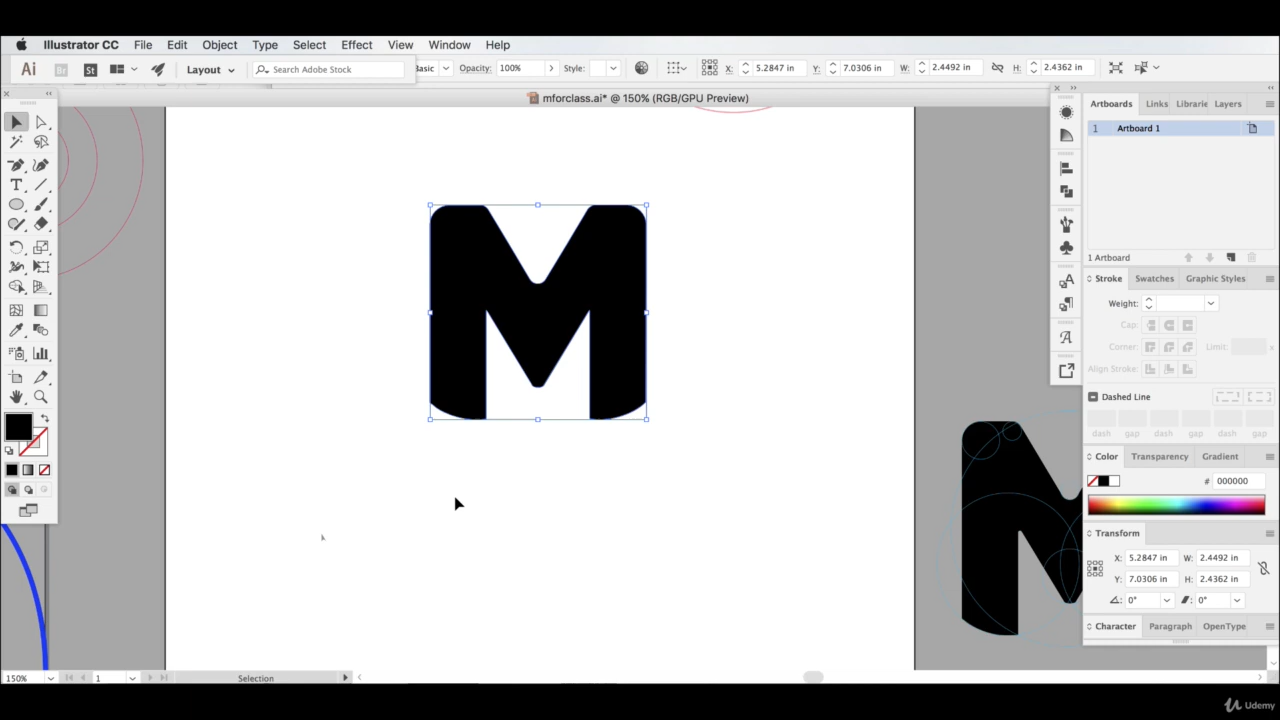 Illustrator CC File Edit Object Type Select Effect View Window Help
Ai Br St Layout Search Adobe Stock Basic Opacity: 100% Style: X: 5.2847 in Y: 7.0306 in W: 2.4492 in H: 2.4362 in
mforclass.ai* @ 150% (RGB/GPU Preview)
Artboards Links Librarie Layers
1 Artboard 1
M
1 Artboard
Stroke Swatches Graphic Styles
Weight:
Cap:
Corner: Limit:
Align Stroke:
Dashed Line
dash gap dash gap dash gap
Color Transparency Gradient
# 000000
Transform
X: 5.2847 in W: 2.4492 in
Y: 7.0306 in H: 2.4362 in
0° 0°
Character Paragraph OpenType
150% 1 Selection
Udemy